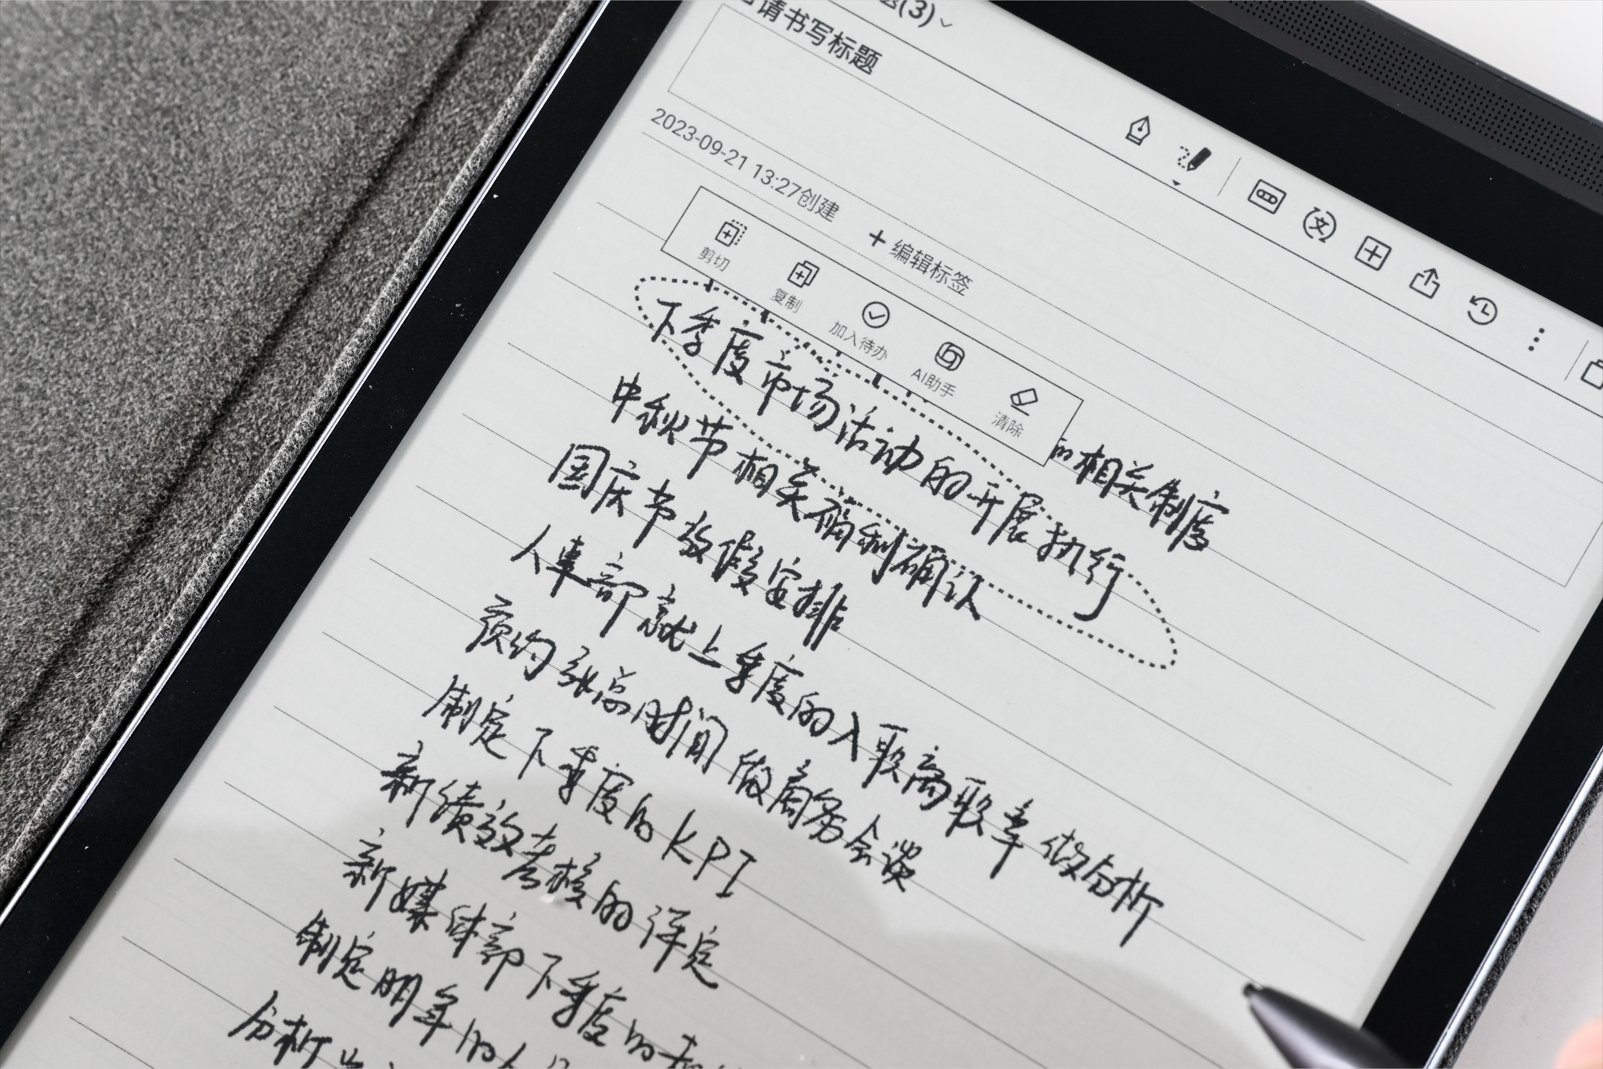 (3)
请书写标题
2023-09-21 13:27创建
+ 编辑标签
剪切 复制 加入待办 AI助手 清除
相关制度
下季度市场活动的开展执行
中秋节相关福利确认
国庆节放假安排
人事部就上季度的入职离职率做分析
预约张总时间做商务会谈
制定下季度的KPI
新绩效考核的评定
新媒体部下季度的
制定明年的
分析